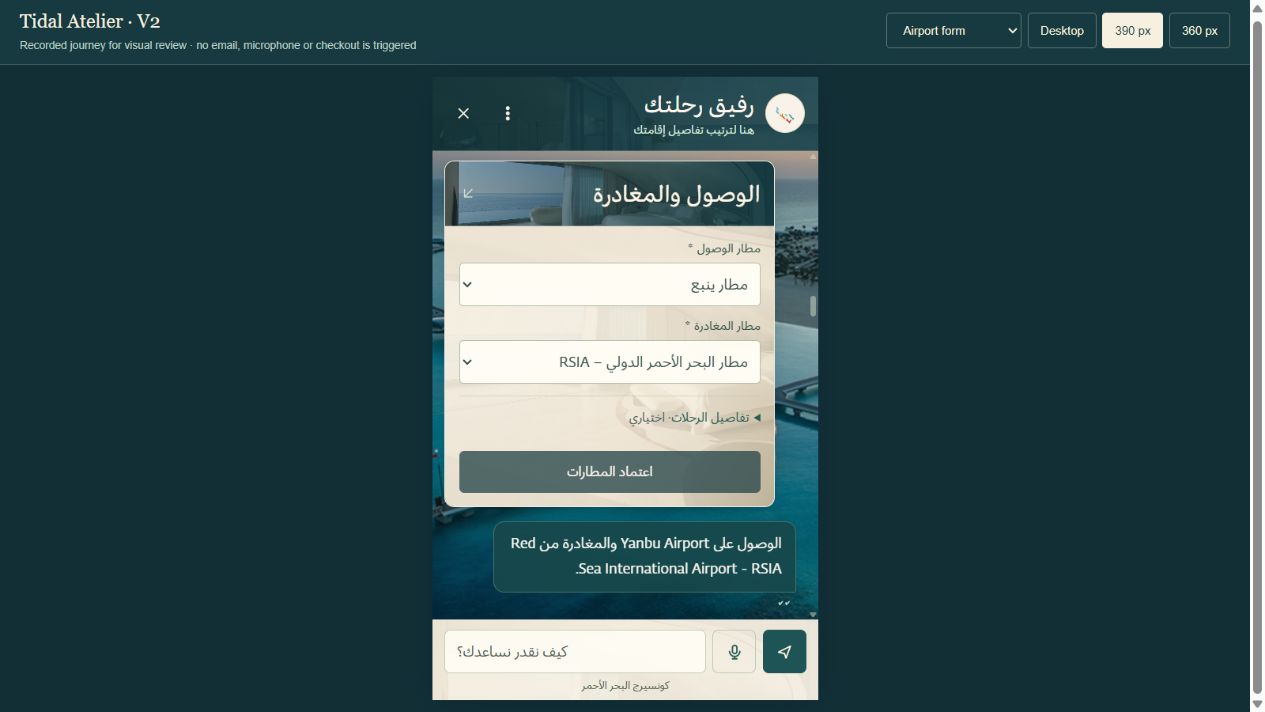 Tidal Atelier · V2
Recorded journey for visual review · no email, microphone or checkout is triggered
Airport form
Desktop
390 px
360 px
رفيق رحلتك
هنا لترتيب تفاصيل إقامتك
الوصول والمغادرة
مطار الوصول *
مطار ينبع
مطار المغادرة *
مطار البحر الأحمر الدولي – RSIA
تفاصيل الرحلات· اختياري
اعتماد المطارات
الوصول على Yanbu Airport والمغادرة من Red
Sea International Airport - RSIA.
كيف نقدر نساعدك؟
كونسيرج البحر الأحمر